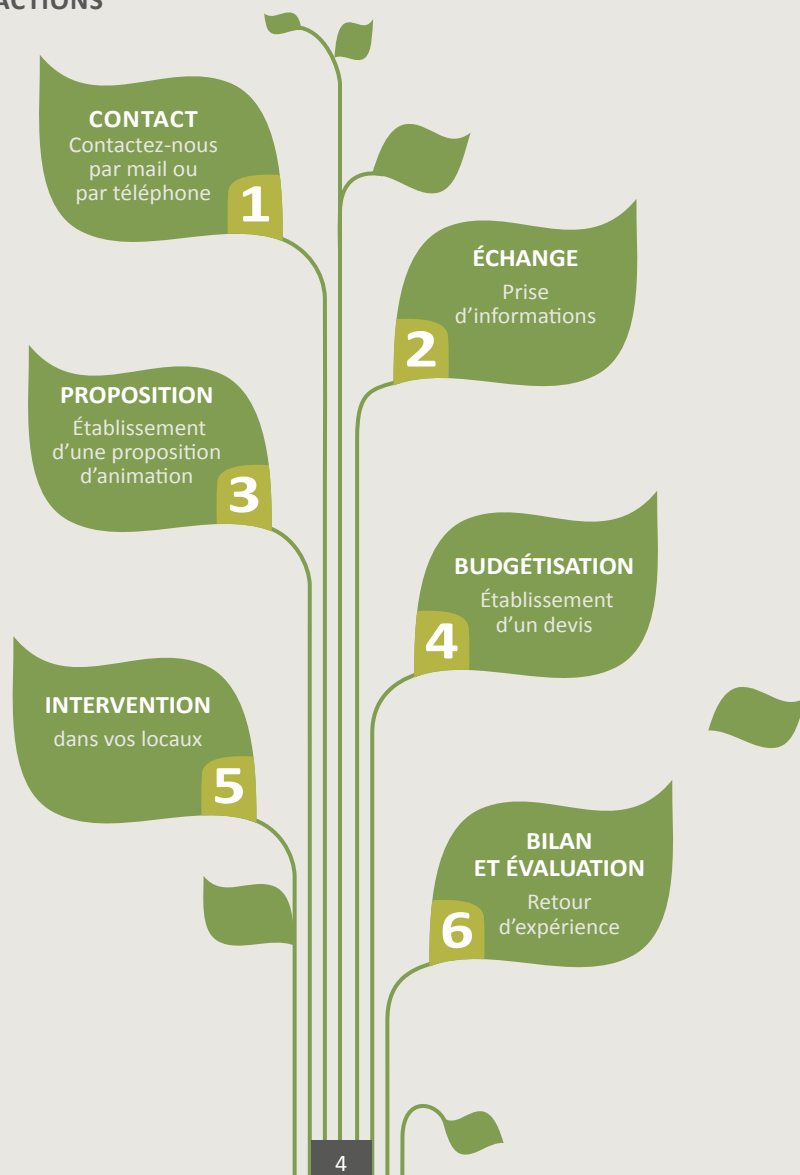 ACTIONS
CONTACT
Contactez-nous
par mail ou
par téléphone
1
ÉCHANGE
Prise
d'informations
2
PROPOSITION
Établissement
d'une proposition
d'animation
3
BUDGÉTISATION
Établissement
d'un devis
4
INTERVENTION
dans vos locaux
5
BILAN
ET ÉVALUATION
Retour
d'expérience
6
4